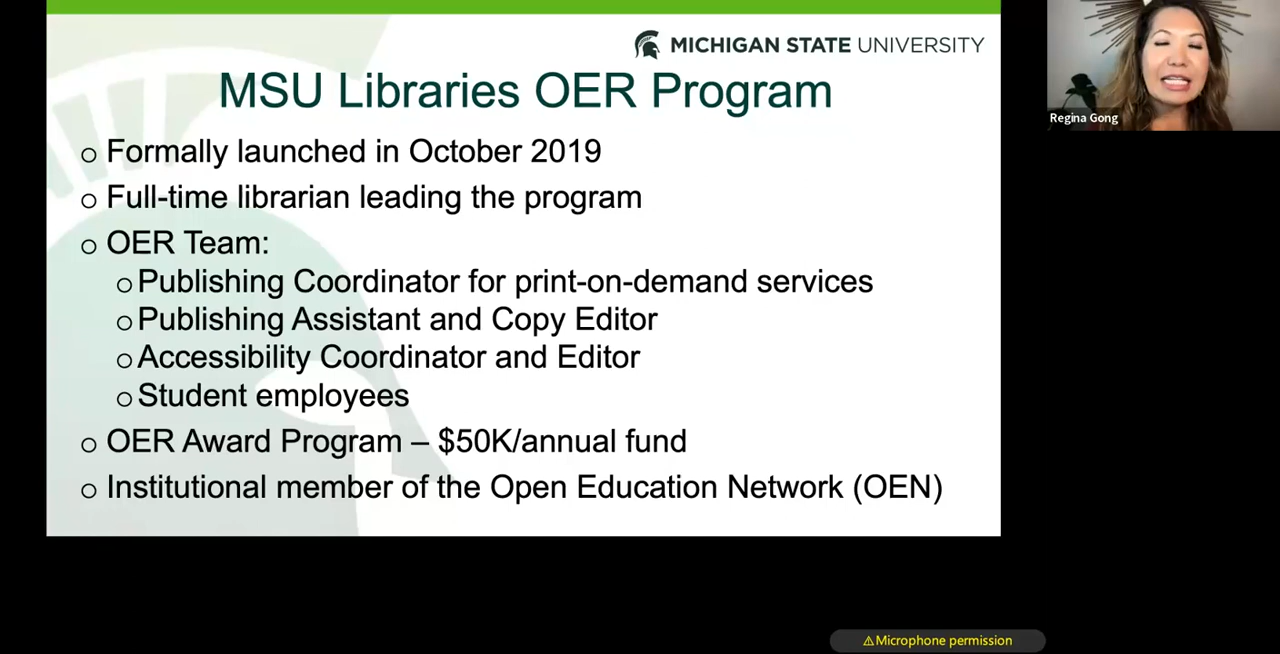 MICHIGAN STATE UNIVERSITY
MSU Libraries OER Program
o Formally launched in October 2019
o Full-time librarian leading the program
o OER Team:
o Publishing Coordinator for print-on-demand services
o Publishing Assistant and Copy Editor
o Accessibility Coordinator and Editor
o Student employees
o OER Award Program – $50K/annual fund
o Institutional member of the Open Education Network (OEN)
Regina Gong
⚠Microphone permission